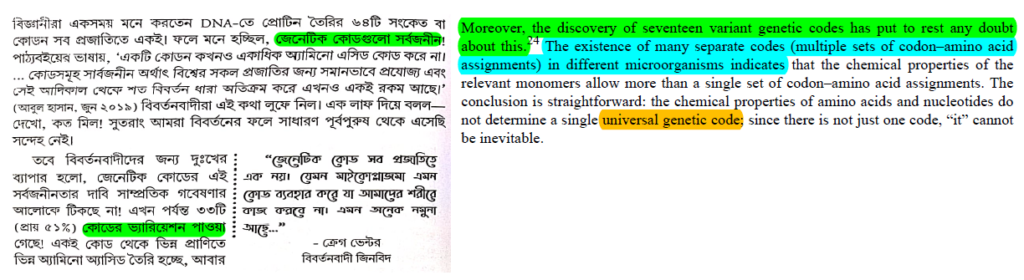 বিজ্ঞানীরা একসময় মনে করতেন DNA-তে প্রোটিন তৈরির ৬৪টি সংকেত বা
কোডন সব প্রজাতিতে একই। ফলে মনে হচ্ছিল, জেনেটিক কোডগুলো সর্বজনীন!
পাঠ্যবইয়ের ভাষায়, ‘একটি কোডন কখনও একাধিক অ্যামিনো এসিড কোড করে না।
... কোডসমূহ সার্বজনীন অর্থাৎ বিশ্বের সকল প্রজাতির জন্য সমানভাবে প্রযোজ্য এবং
সেই আদিকাল থেকে শত বিবর্তন ধারা অতিক্রম করে এখনও একই রকম আছে।’
(আবুল হাসান, জুন ২০১৯) বিবর্তনবাদীরা এই কথা লুফে নিল। এক লাফ দিয়ে বলল—
দেখো, কত মিল! সুতরাং আমরা বিবর্তনের ফলে সাধারণ পূর্বপুরুষ থেকে এসেছি
সন্দেহ নেই।
তবে বিবর্তনবাদীদের জন্য দুঃখের
ব্যাপার হলো, জেনেটিক কোডের এই
সর্বজনীনতার দাবি সাম্প্রতিক গবেষণার
আলোকে টিকছে না! এখন পর্যন্ত ৩৩টি
(প্রায় ৫১%) কোডের ভ্যারিয়েশন পাওয়া
গেছে! একই কোড থেকে ভিন্ন প্রাণিতে
ভিন্ন অ্যামিনো অ্যাসিড তৈরি হচ্ছে, আবার
“জেনেটিক কোড সব প্রজাতিতে
এক নয়। যেমন মাইকোপ্লাজমা এমন
কোড ব্যবহার করে যা আমাদের শরীরে
কাজ করবে না। এমন অনেক নমুনা
আছে...”
- ক্রেগ ভেন্টর
বিবর্তনবাদী জিনবিদ
Moreover, the discovery of seventeen variant genetic codes has put to rest any doubt
about this.24 The existence of many separate codes (multiple sets of codon–amino acid
assignments) in different microorganisms indicates that the chemical properties of the
relevant monomers allow more than a single set of codon–amino acid assignments. The
conclusion is straightforward: the chemical properties of amino acids and nucleotides do
not determine a single universal genetic code; since there is not just one code, “it” cannot
be inevitable.